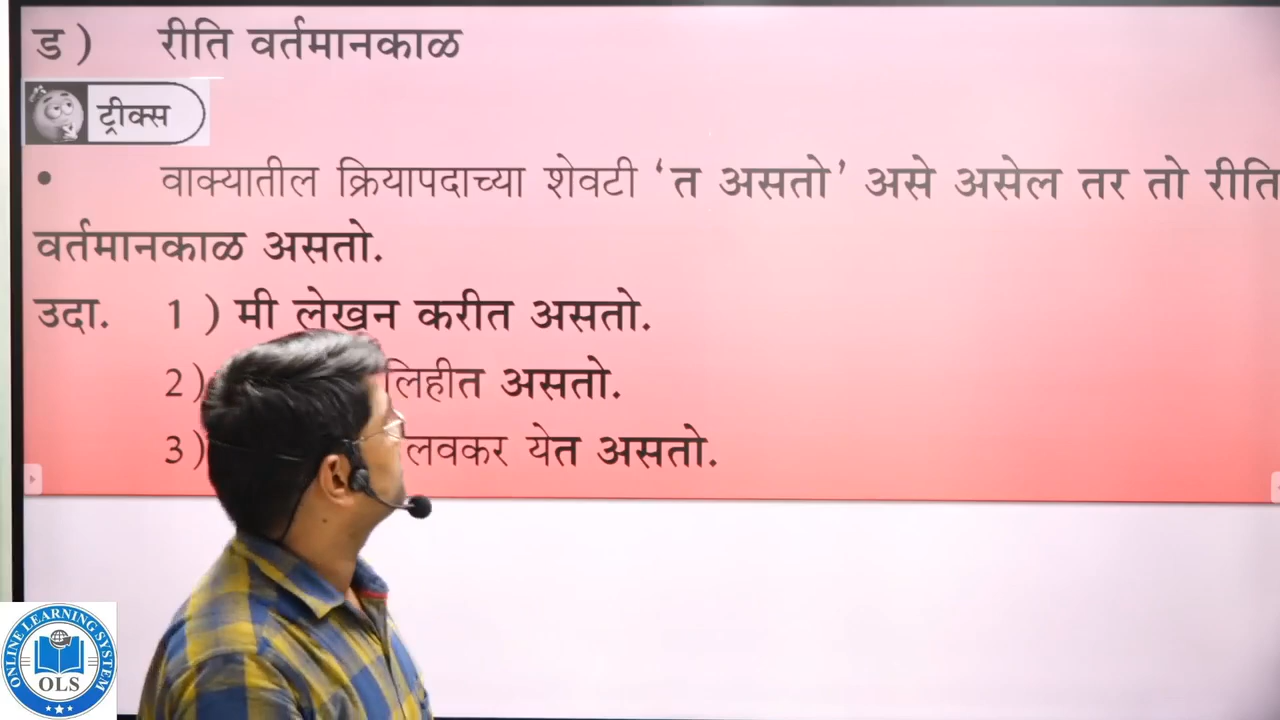 ड )   रीति वर्तमानकाळ
ट्रीक्स
• वाक्यातील क्रियापदाच्या शेवटी ‘त असतो’ असे असेल तर तो रीति
वर्तमानकाळ असतो.
उदा. 1 ) मी लेखन करीत असतो.
2) लिहीत असतो.
3) लवकर येत असतो.
ONLINE LEARNING SYSTEM
OLS